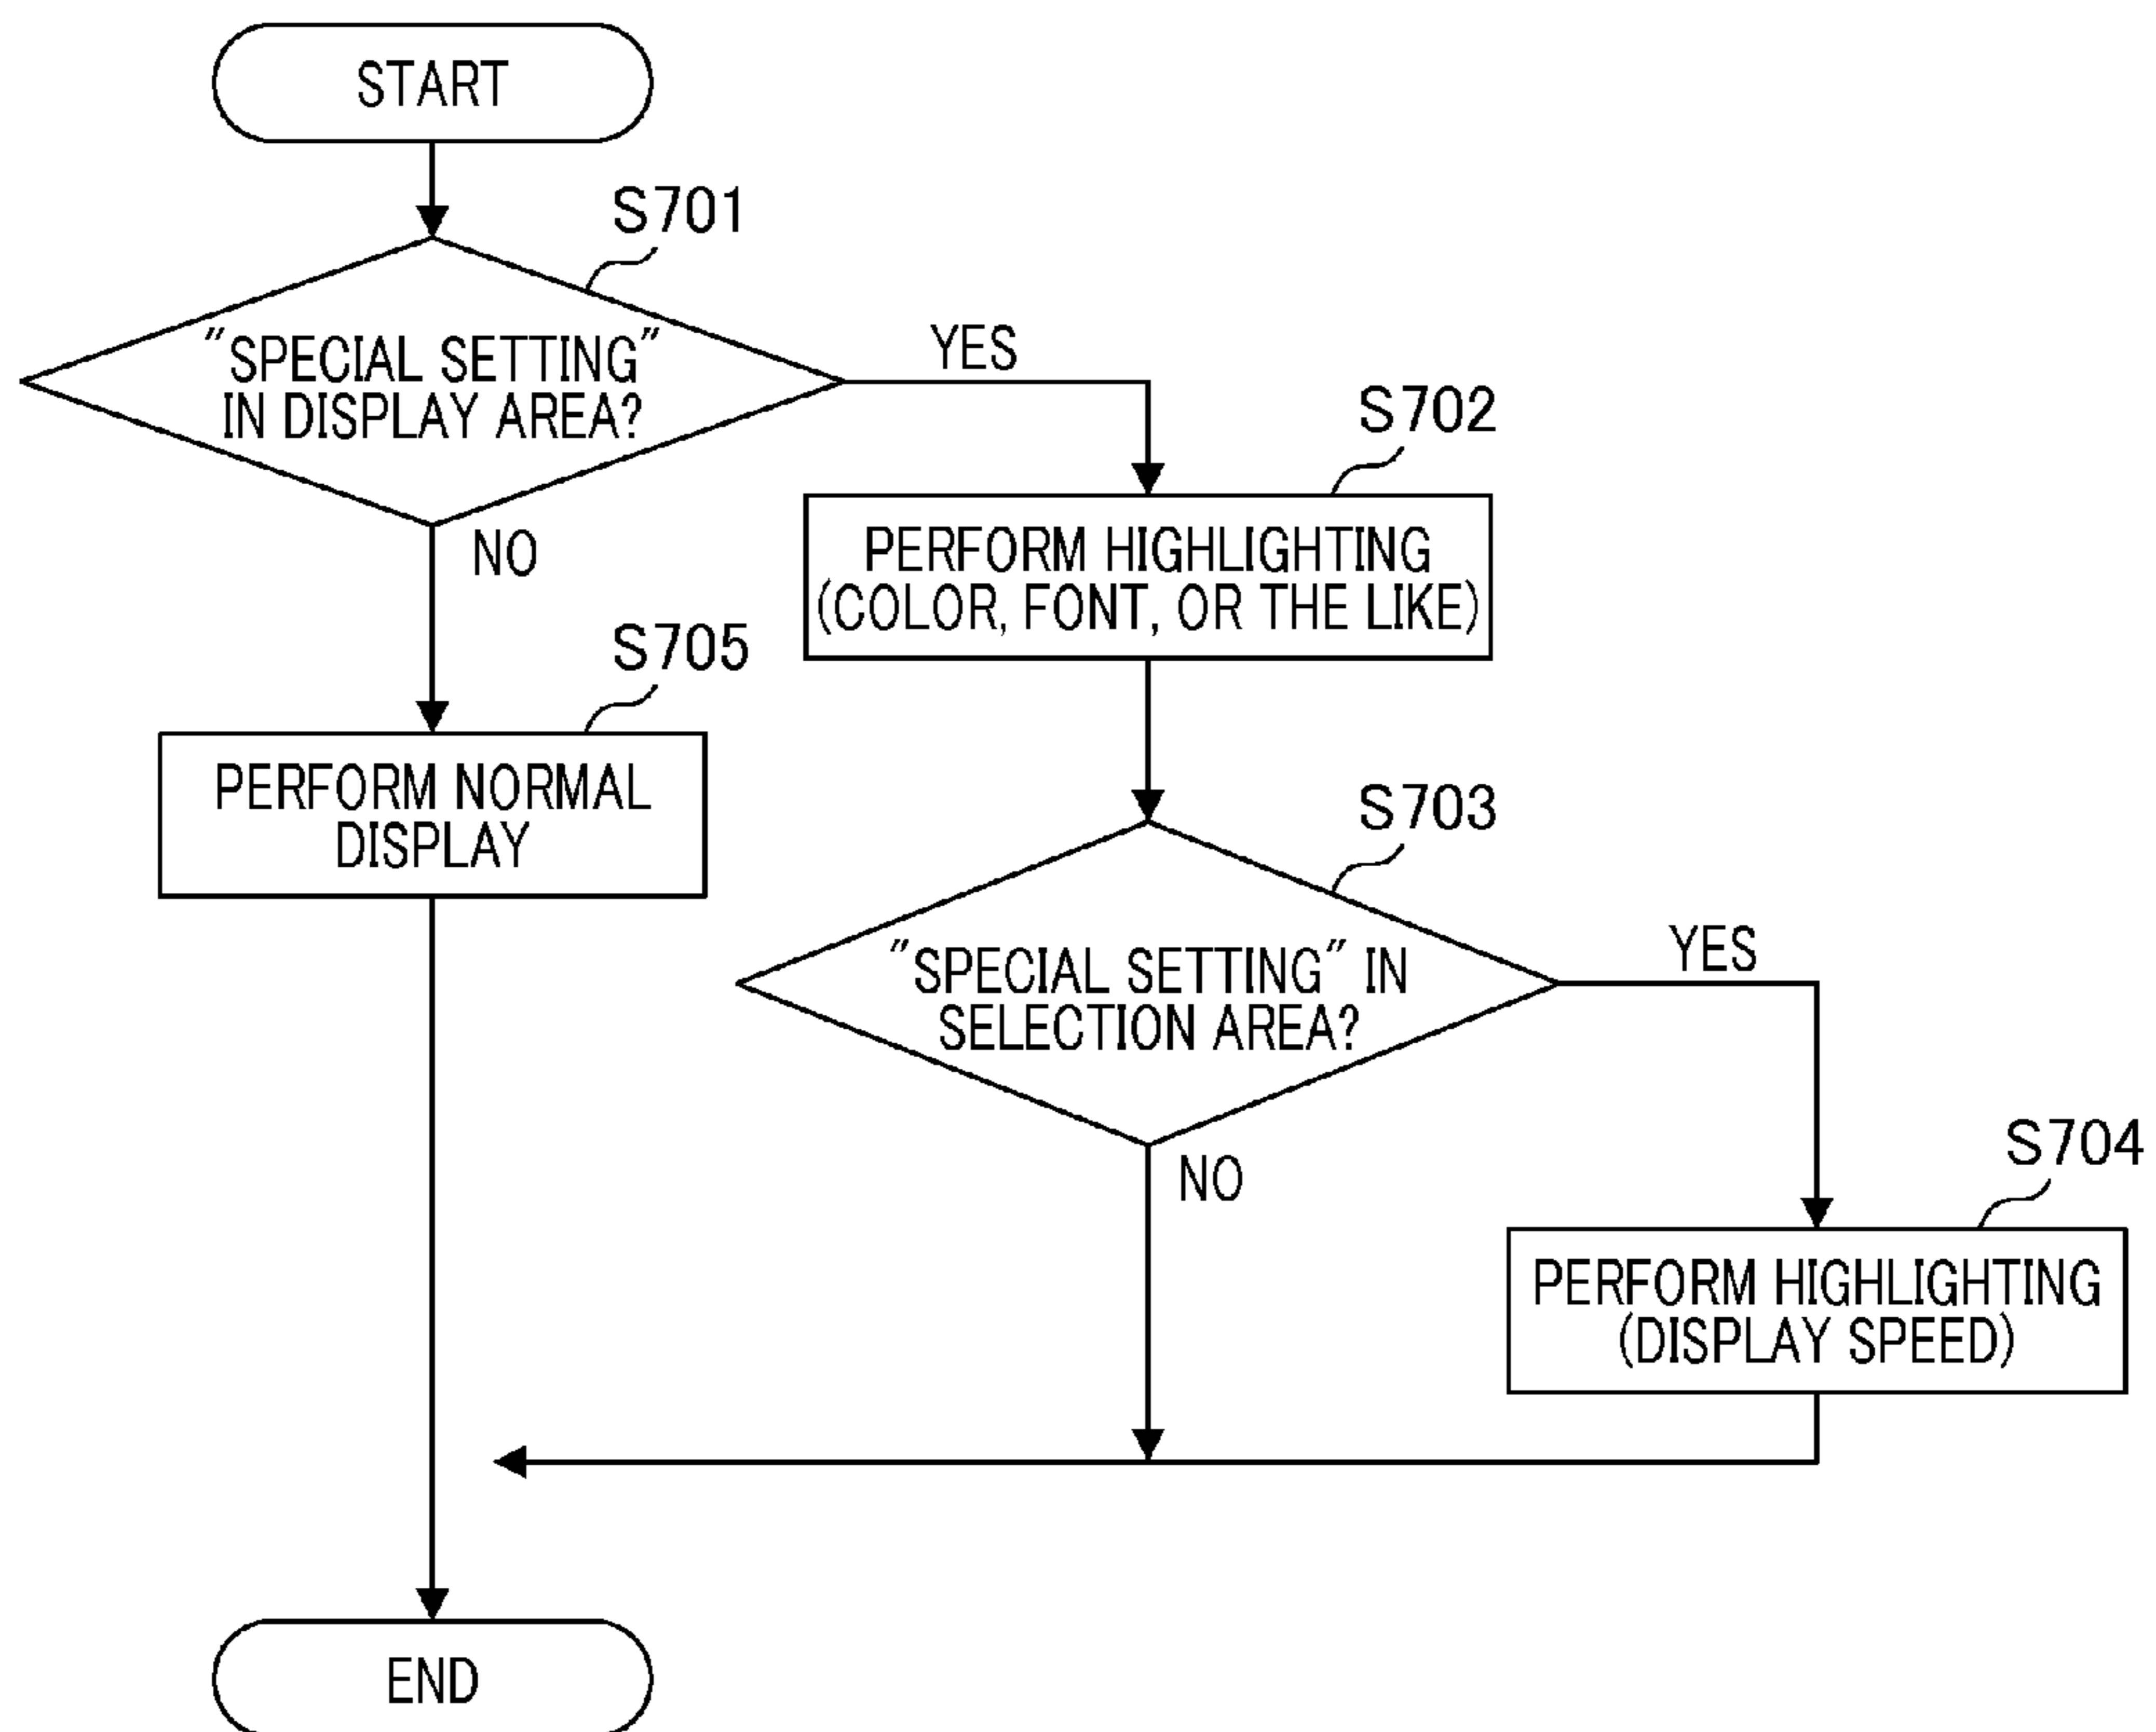 START
S701
"SPECIAL SETTING"
IN DISPLAY AREA?
YES
NO
S702
PERFORM HIGHLIGHTING
(COLOR, FONT, OR THE LIKE)
S705
PERFORM NORMAL
DISPLAY
S703
"SPECIAL SETTING" IN
SELECTION AREA?
YES
NO
S704
PERFORM HIGHLIGHTING
(DISPLAY SPEED)
END